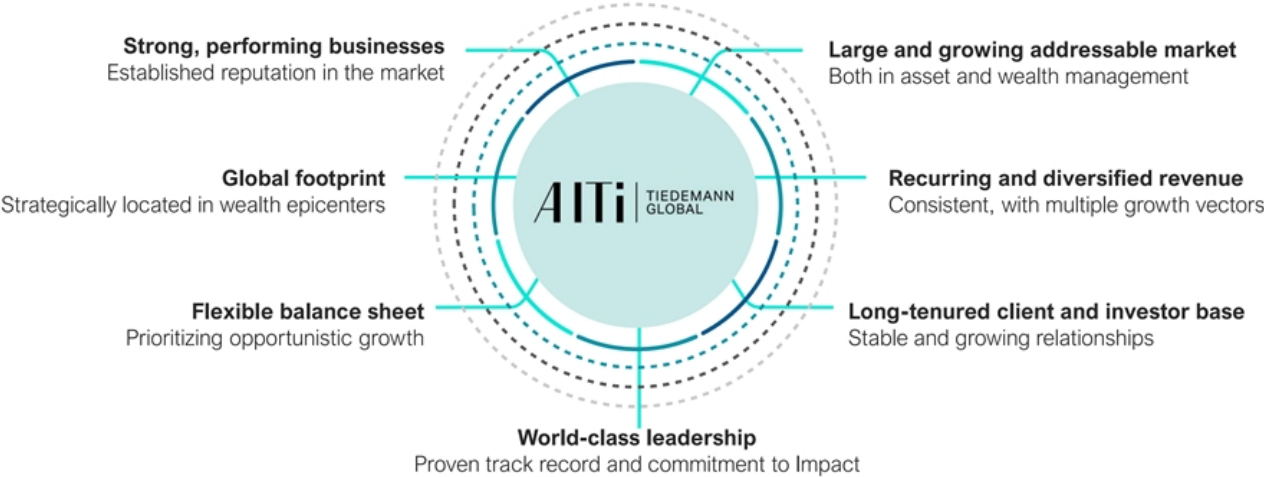 Strong, performing businesses
Established reputation in the market
Large and growing addressable market
Both in asset and wealth management
Global footprint
Strategically located in wealth epicenters
AlTi
TIEDEMANN
GLOBAL
Recurring and diversified revenue
Consistent, with multiple growth vectors
Flexible balance sheet
Prioritizing opportunistic growth
Long-tenured client and investor base
Stable and growing relationships
World-class leadership
Proven track record and commitment to Impact